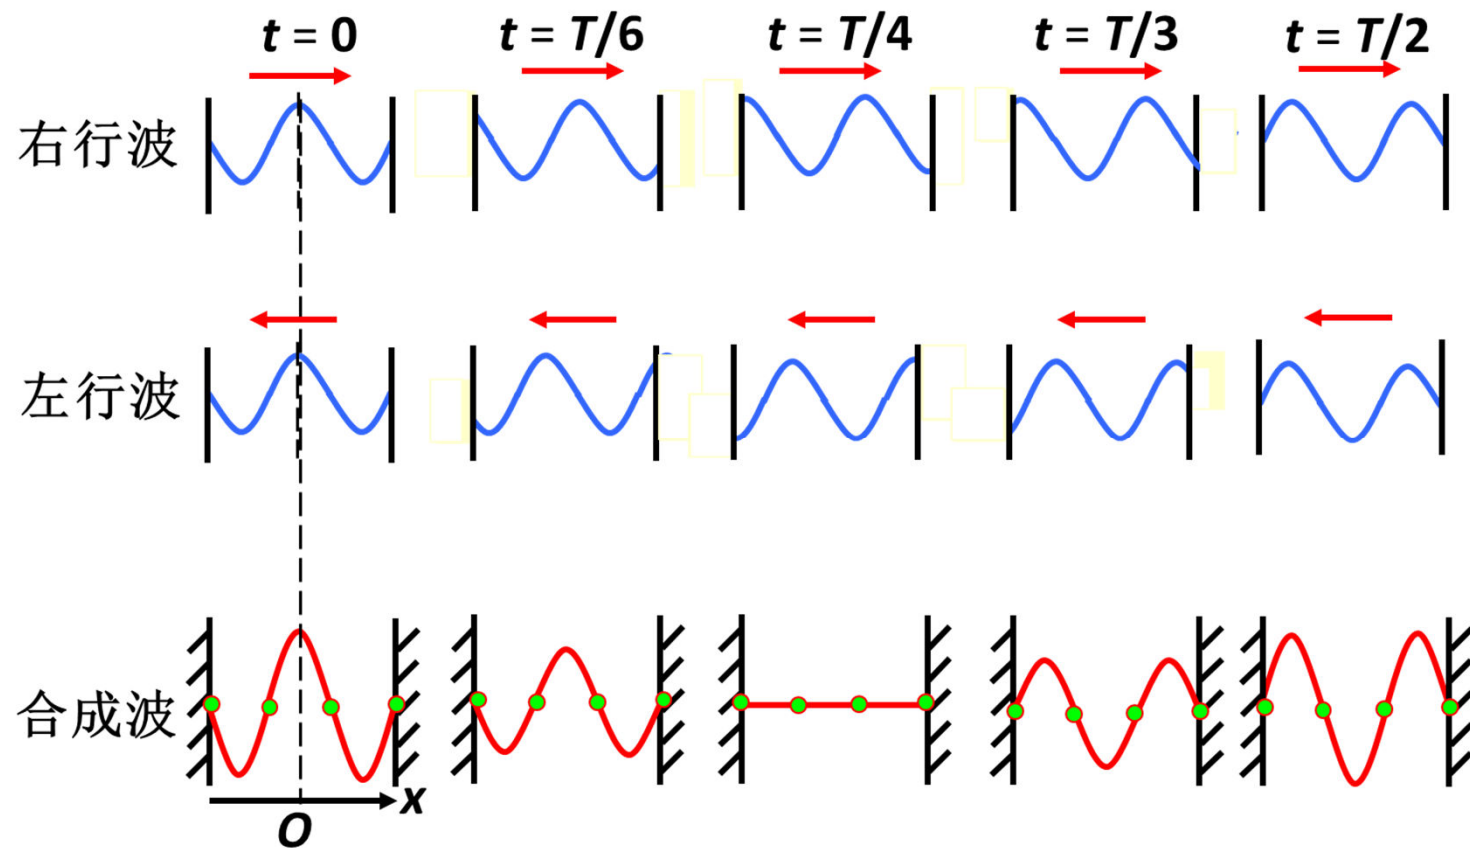 t = 0 t = T/6 t = T/4 t = T/3 t = T/2
右行波
左行波
合成波
x
O